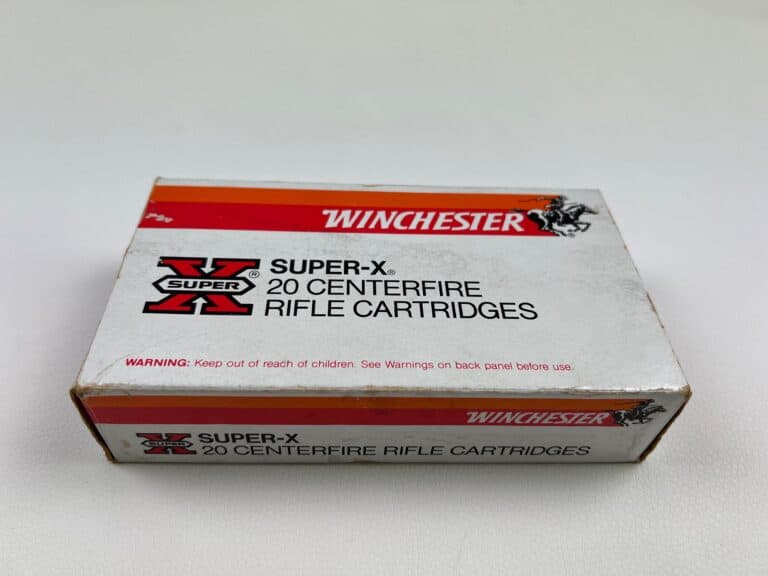 WINCHESTER
X SUPER ®
SUPER-X®
20 CENTERFIRE
RIFLE CARTRIDGES
WARNING: Keep out of reach of children. See Warnings on back panel before use.
WINCHESTER
X SUPER
SUPER-X
20 CENTERFIRE RIFLE CARTRIDGES